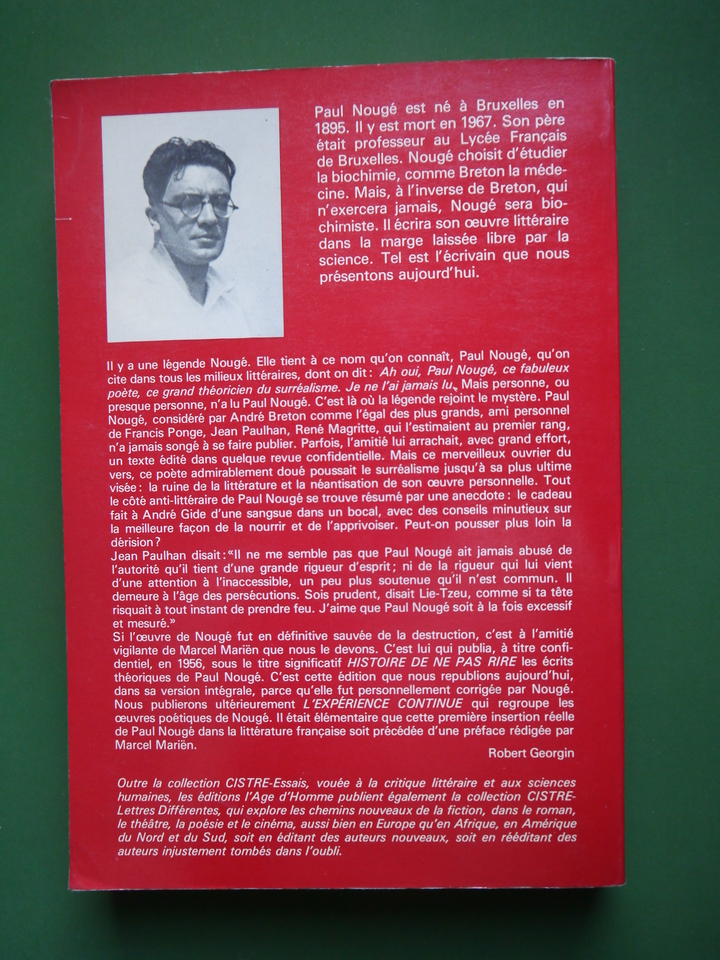 Paul Nougé est né à Bruxelles en
1895. Il y est mort en 1967. Son père
était professeur au Lycée Français
de Bruxelles. Nougé choisit d'étudier
la biochimie, comme Breton la méde-
cine. Mais, à l'inverse de Breton, qui
n'exercera jamais, Nougé sera bio-
chimiste. Il écrira son œuvre littéraire
dans la marge laissée libre par la
science. Tel est l'écrivain que nous
présentons aujourd'hui.
Il y a une légende Nougé. Elle tient à ce nom qu'on connaît, Paul Nougé, qu'on
cite dans tous les milieux littéraires, dont on dit : Ah oui, Paul Nougé, ce fabuleux
poète, ce grand théoricien du surréalisme. Je ne l'ai jamais lu. Mais personne, ou
presque personne, n'a lu Paul Nougé. C'est là où la légende rejoint le mystère. Paul
Nougé, considéré par André Breton comme l'égal des plus grands, ami personnel
de Francis Ponge, Jean Paulhan, René Magritte, qui l'estimaient au premier rang,
n'a jamais songé à se faire publier. Parfois, l'amitié lui arrachait, avec grand effort,
un texte édité dans quelque revue confidentielle. Mais ce merveilleux ouvrier du
vers, ce poète admirablement doué poussait le surréalisme jusqu'à sa plus ultime
visée : la ruine de la littérature et la néantisation de son œuvre personnelle. Tout
le côté anti-littéraire de Paul Nougé se trouve résumé par une anecdote : le cadeau
fait à André Gide d'une sangsue dans un bocal, avec des conseils minutieux sur
la meilleure façon de la nourrir et de l'apprivoiser. Peut-on pousser plus loin la
dérision ?
Jean Paulhan disait : «Il ne me semble pas que Paul Nougé ait jamais abusé de
l'autorité qu'il tient d'une grande rigueur d'esprit ; ni de la rigueur qui lui vient
d'une attention à l'inaccessible, un peu plus soutenue qu'il n'est commun. Il
demeure à l'âge des persécutions. Sois prudent, disait Lie-Tzeu, comme si ta tête
risquait à tout instant de prendre feu. J'aime que Paul Nougé soit à la fois excessif
et mesuré.»
Si l'œuvre de Nougé fut en définitive sauvée de la destruction, c'est à l'amitié
vigilante de Marcel Mariën que nous le devons. C'est lui qui publia, à titre confi-
dentiel, en 1956, sous le titre significatif HISTOIRE DE NE PAS RIRE les écrits
théoriques de Paul Nougé. C'est cette édition que nous republions aujourd'hui,
dans sa version intégrale, parce qu'elle fut personnellement corrigée par Nougé.
Nous publierons ultérieurement L'EXPÉRIENCE CONTINUE qui regroupe les
œuvres poétiques de Nougé. Il était élémentaire que cette première insertion réelle
de Paul Nougé dans la littérature française soit précédée d'une préface rédigée par
Marcel Mariën.
Robert Georgin
Outre la collection CISTRE-Essais, vouée à la critique littéraire et aux sciences
humaines, les éditions l'Age d'Homme publient également la collection CISTRE-
Lettres Différentes, qui explore les chemins nouveaux de la fiction, dans le roman,
le théâtre, la poésie et le cinéma, aussi bien en Europe qu'en Afrique, en Amérique
du Nord et du Sud, soit en éditant des auteurs nouveaux, soit en rééditant des
auteurs injustement tombés dans l'oubli.